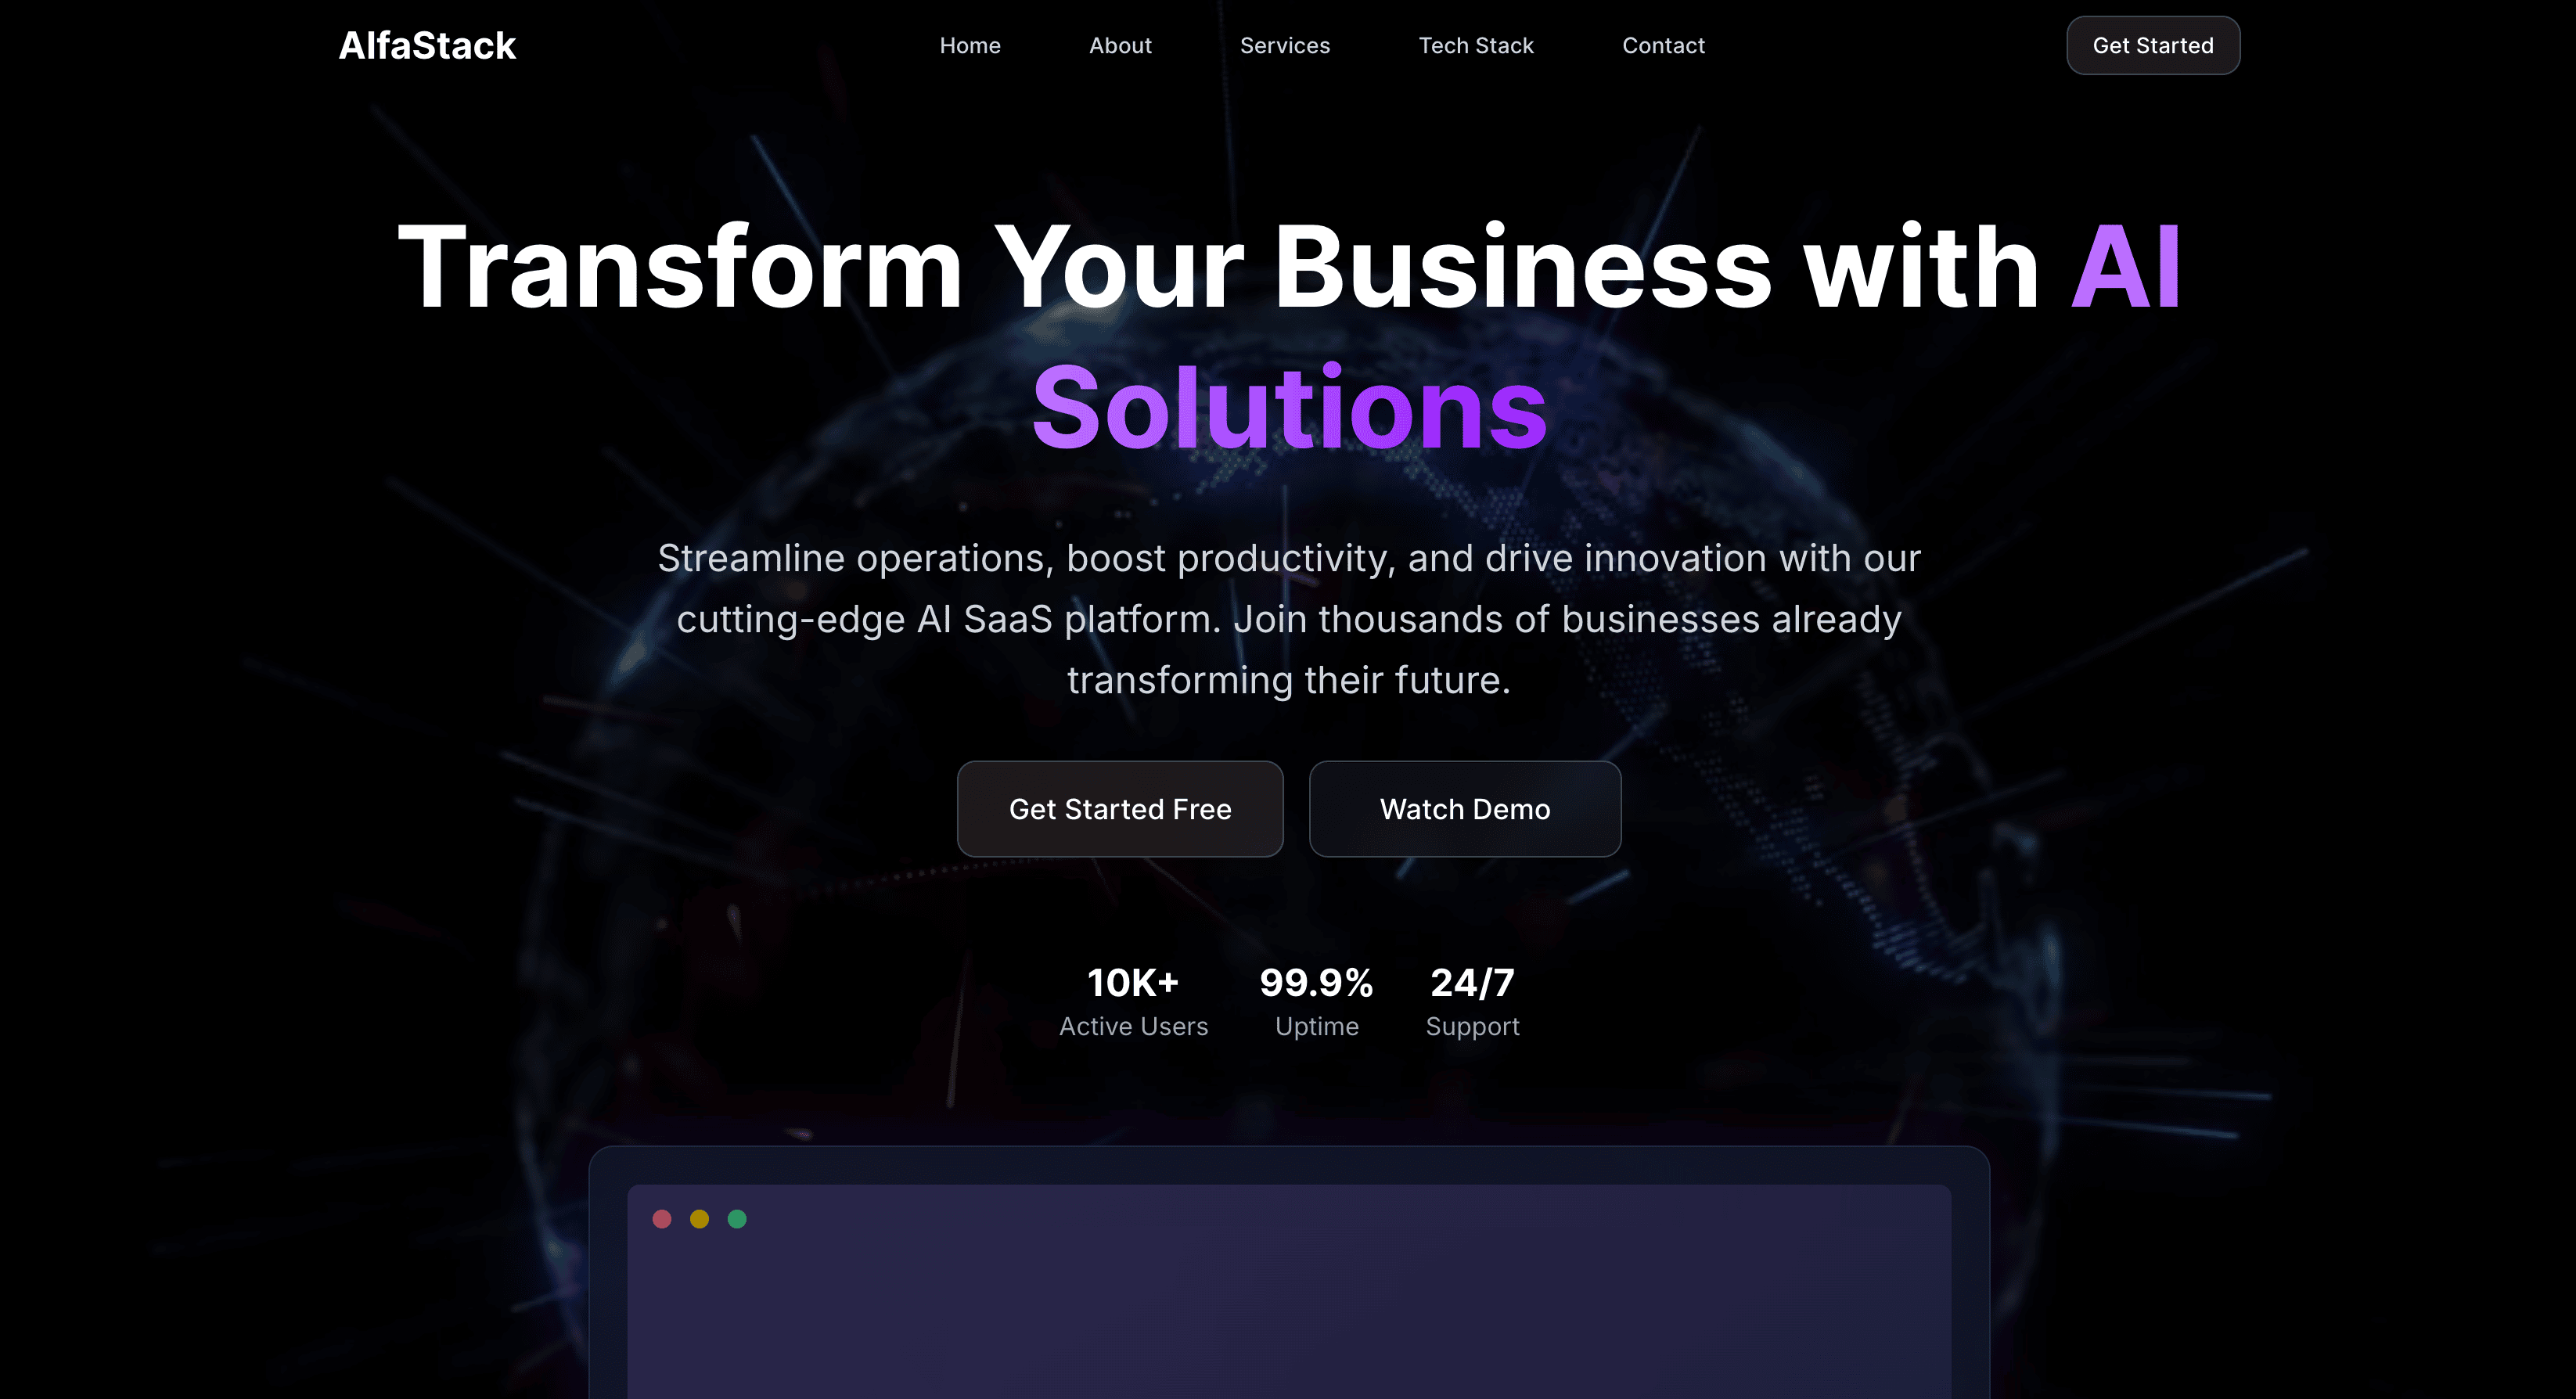 AlfaStack
Home
About
Services
Tech Stack
Contact
Get Started
Transform Your Business with AI
Solutions
Streamline operations, boost productivity, and drive innovation with our
cutting-edge AI SaaS platform. Join thousands of businesses already
transforming their future.
Get Started Free
Watch Demo
10K+
Active Users
99.9%
Uptime
24/7
Support